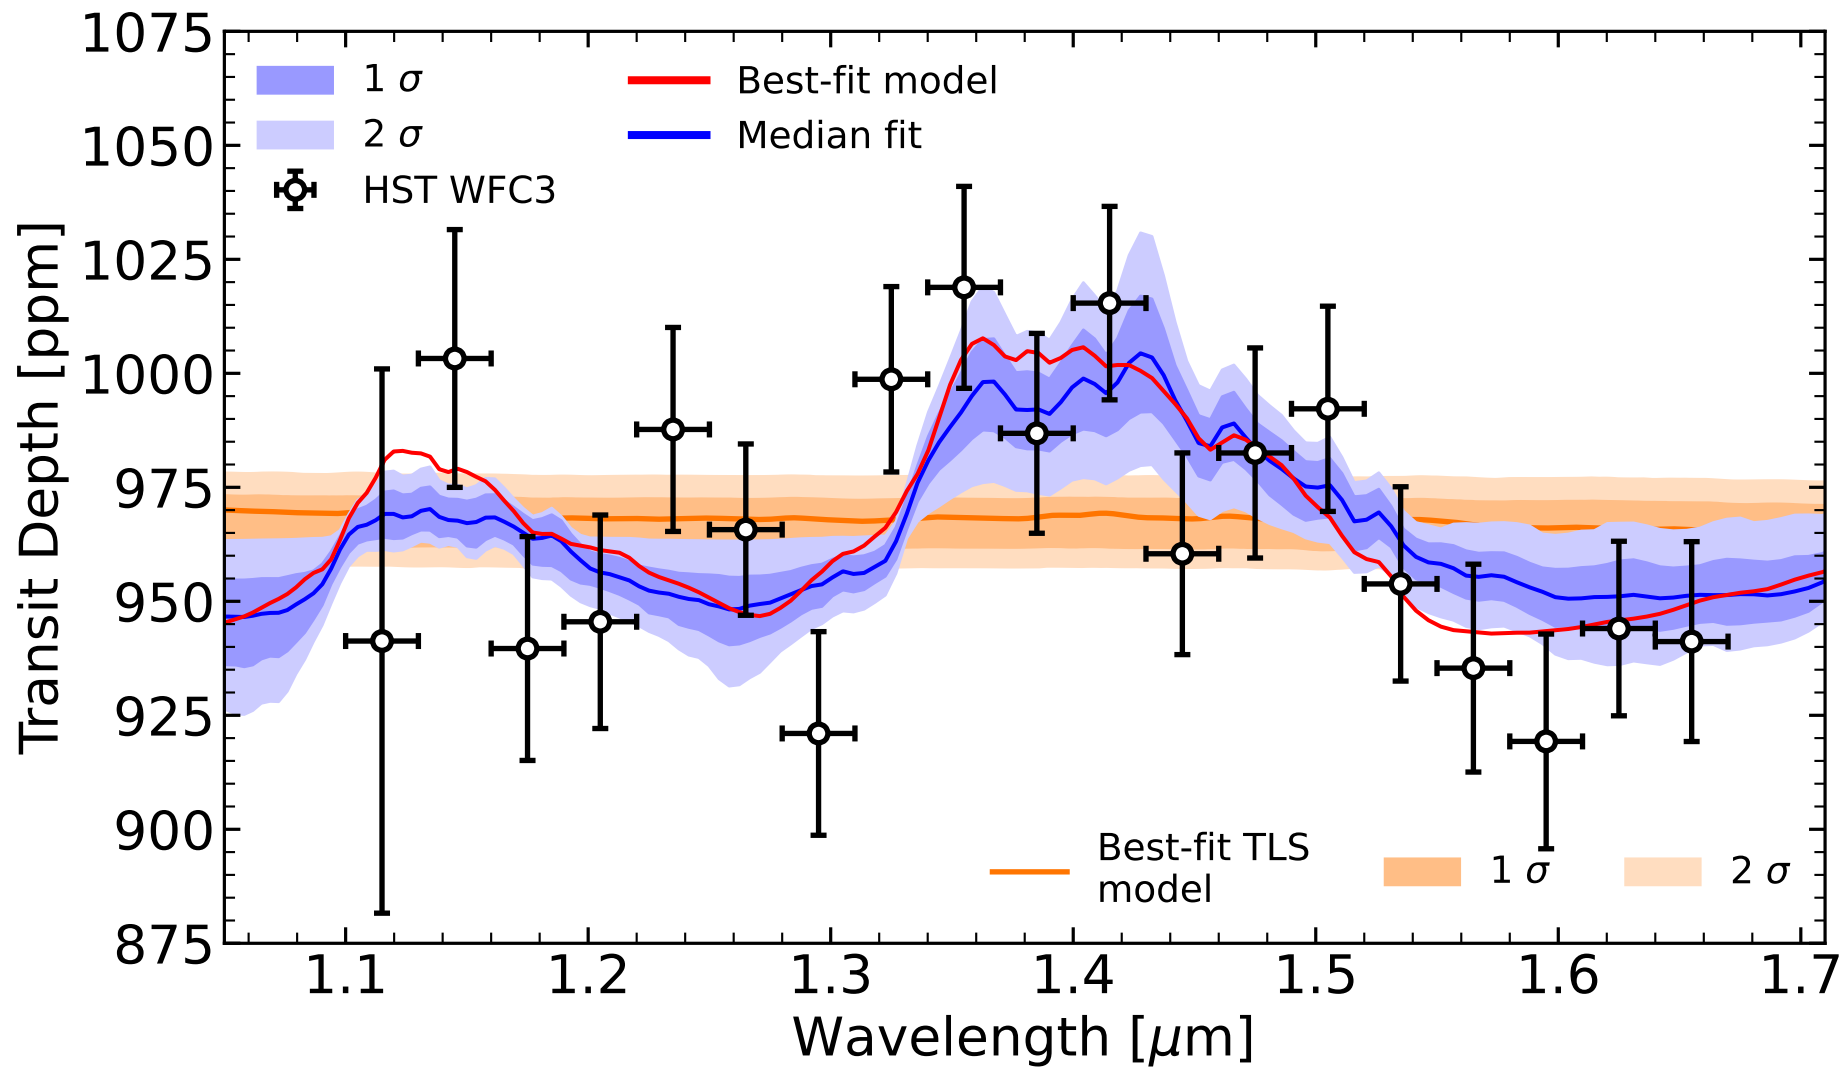 1075
1050
1025
1000
975
950
925
900
875
Transit Depth [ppm]
1 σ
2 σ
HST WFC3
Best-fit model
Median fit
Best-fit TLS
model
1 σ
2 σ
1.1 1.2 1.3 1.4 1.5 1.6 1.7
Wavelength [μm]